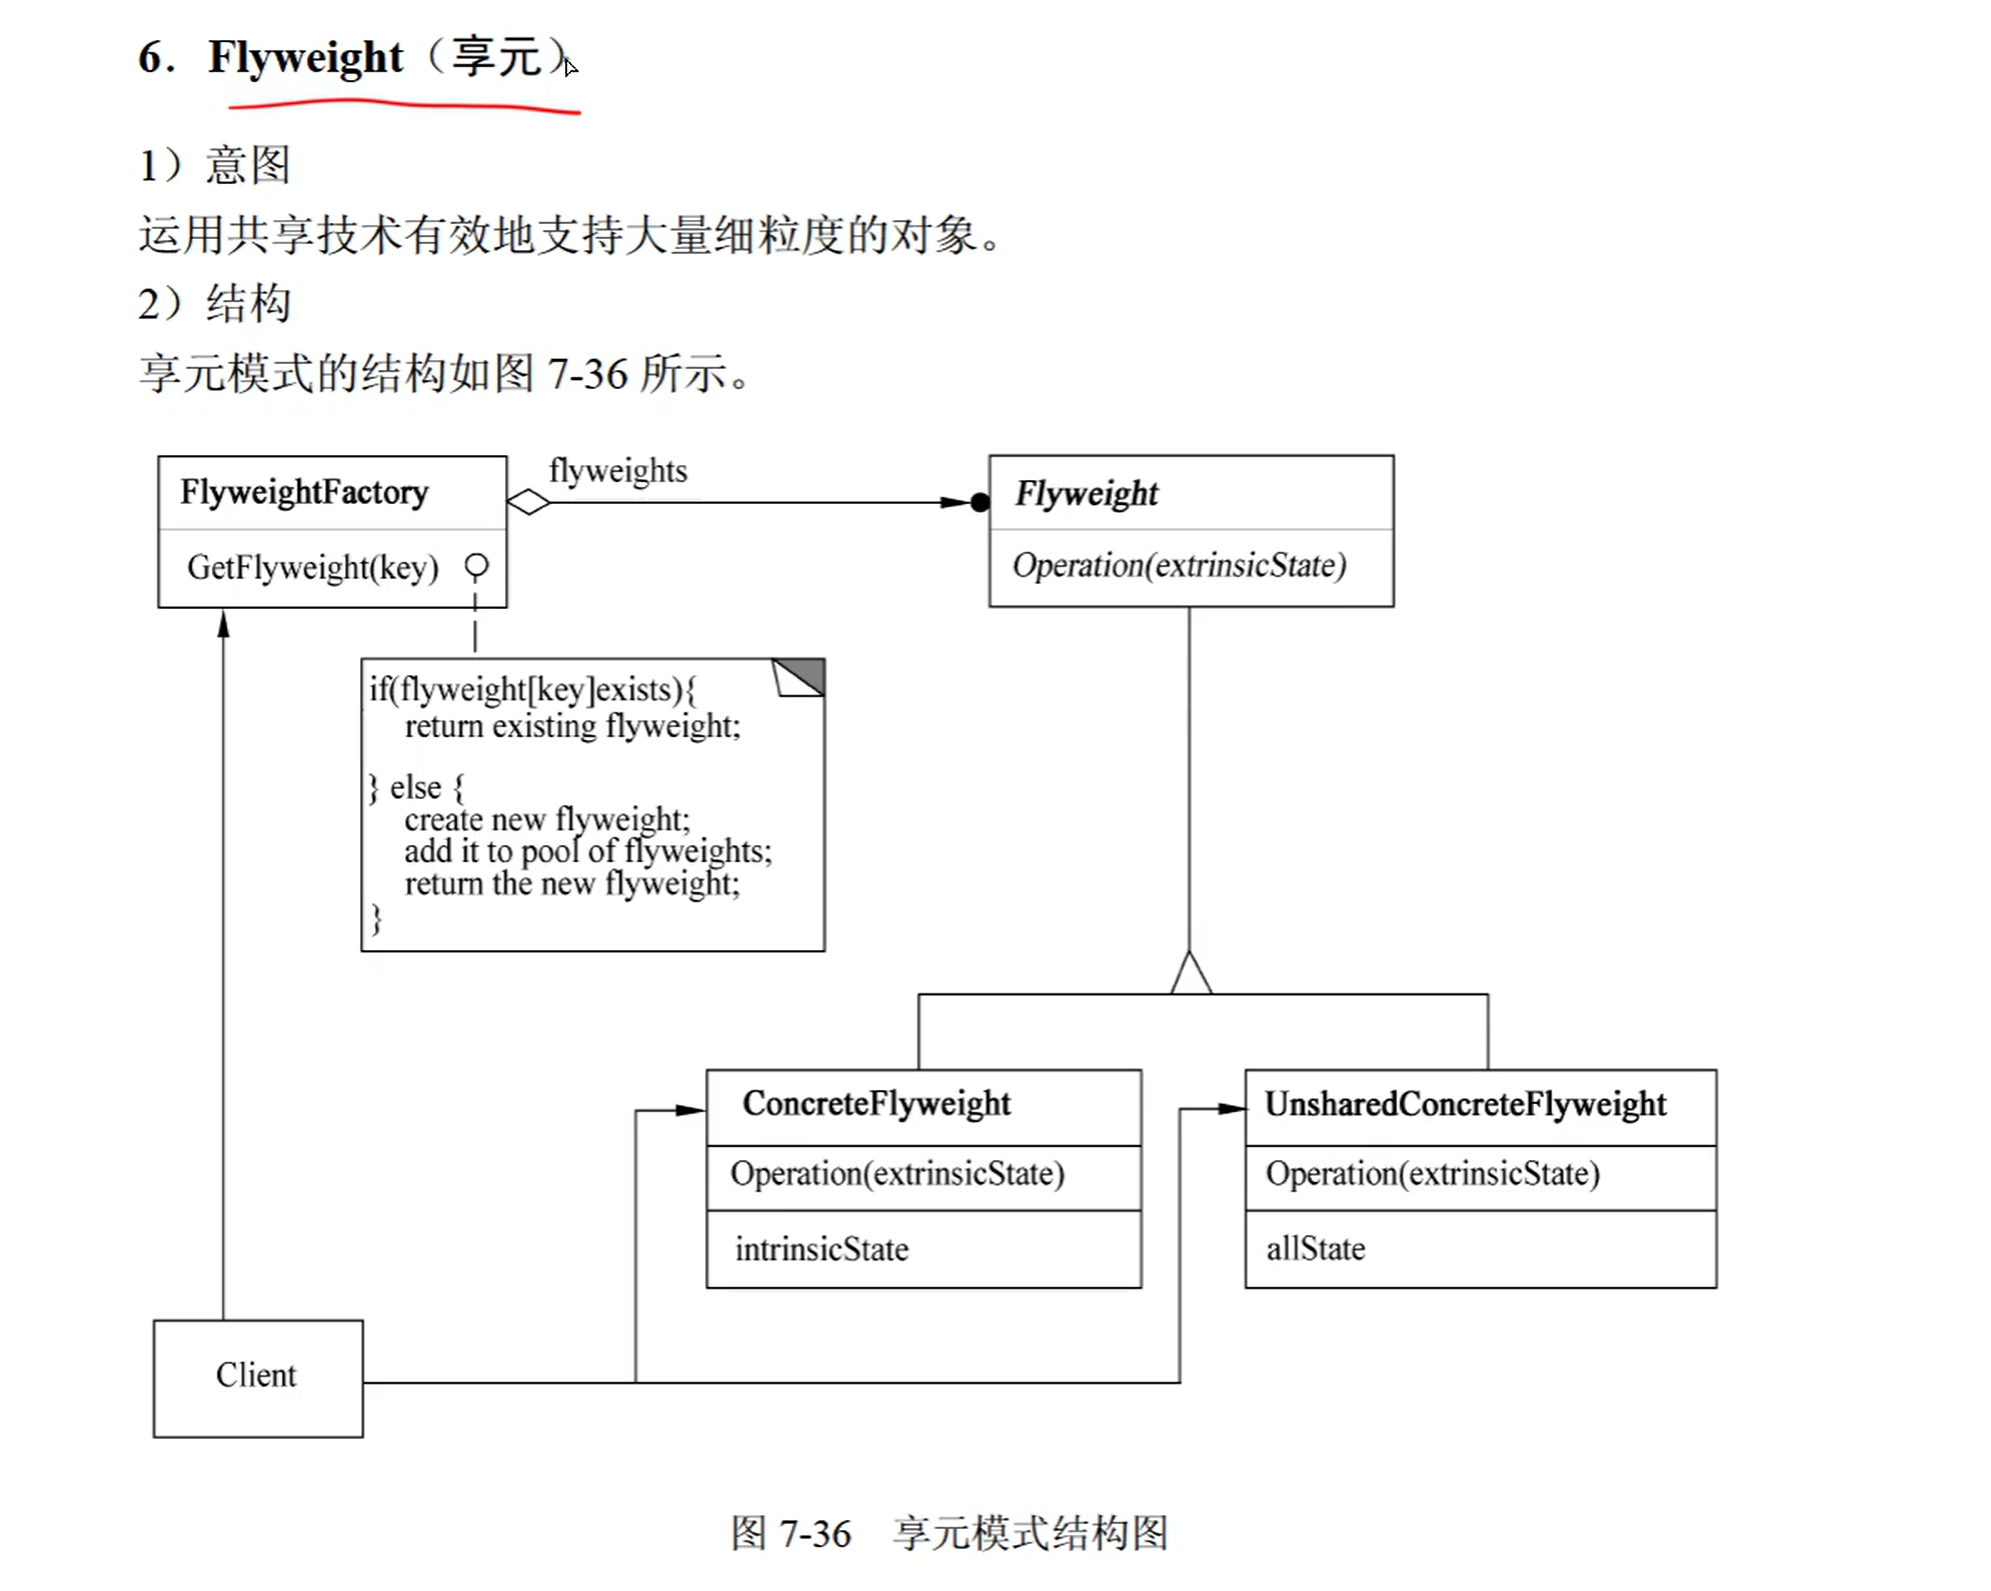 6．Flyweight（享元）
1）意图
运用共享技术有效地支持大量细粒度的对象。
2）结构
享元模式的结构如图 7-36 所示。
FlyweightFactory
GetFlyweight(key)
flyweights
Flyweight
Operation(extrinsicState)
if(flyweight[key]exists){
return existing flyweight;
} else {
create new flyweight;
add it to pool of flyweights;
return the new flyweight;
}
ConcreteFlyweight
Operation(extrinsicState)
intrinsicState
UnsharedConcreteFlyweight
Operation(extrinsicState)
allState
Client
图 7-36　享元模式结构图